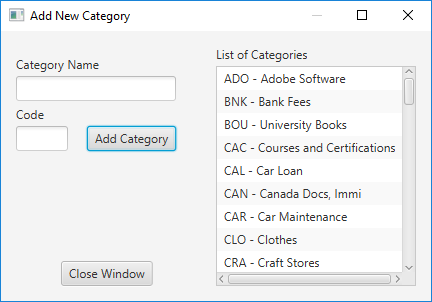 Add New Category
Category Name
Code
Add Category
Close Window
List of Categories
ADO - Adobe Software
BNK - Bank Fees
BOU - University Books
CAC - Courses and Certifications
CAL - Car Loan
CAN - Canada Docs, Immi
CAR - Car Maintenance
CLO - Clothes
CRA - Craft Stores